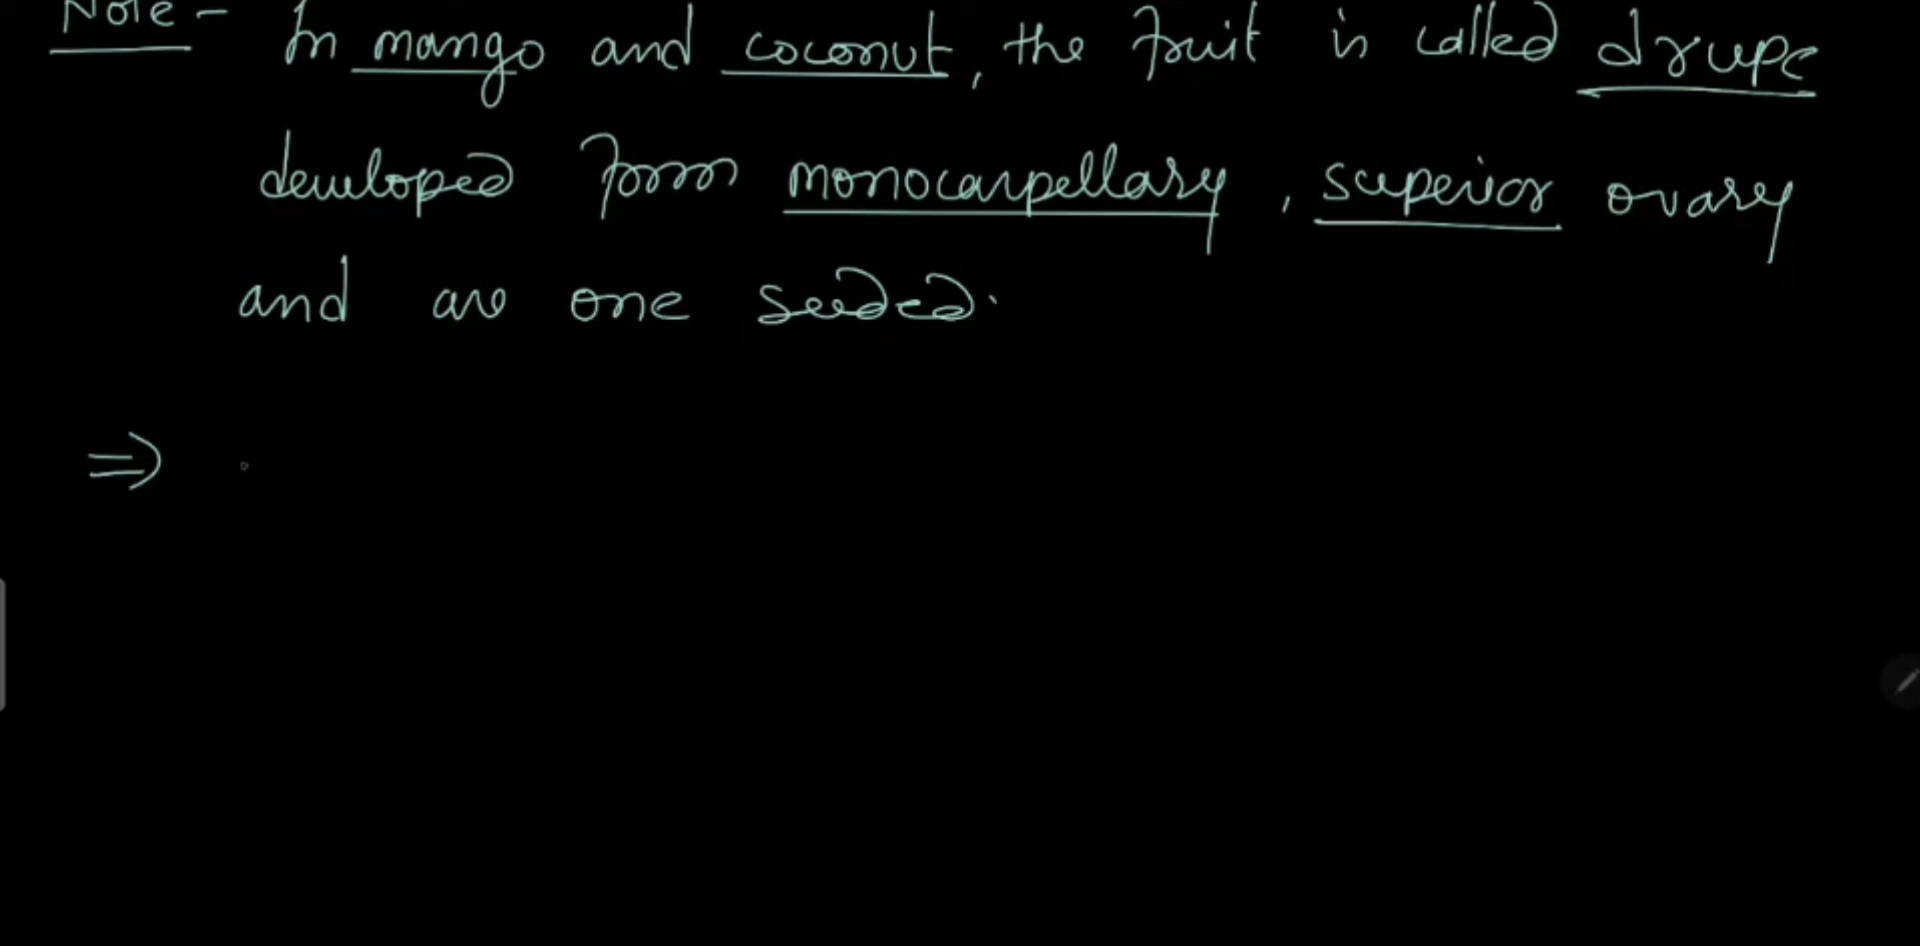 Note - In mango and coconut, the fruit is called drupe
developed from monocarpellary, superior ovary
and are one seeded.
⇒